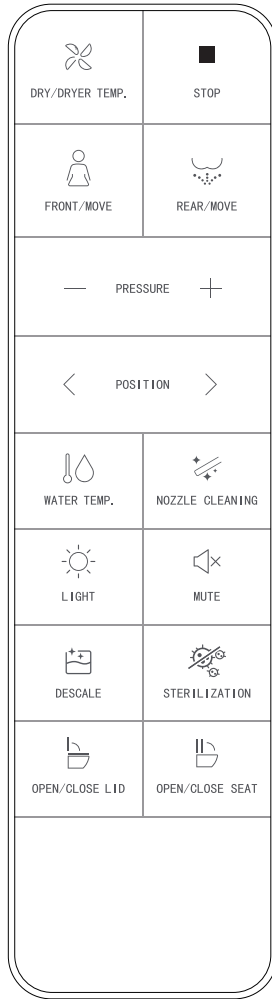 DRY/DRYER TEMP.
STOP
FRONT/MOVE
REAR/MOVE
PRESSURE
POSITION
WATER TEMP.
NOZZLE CLEANING
LIGHT
MUTE
DESCALE
STERILIZATION
OPEN/CLOSE LID
OPEN/CLOSE SEAT